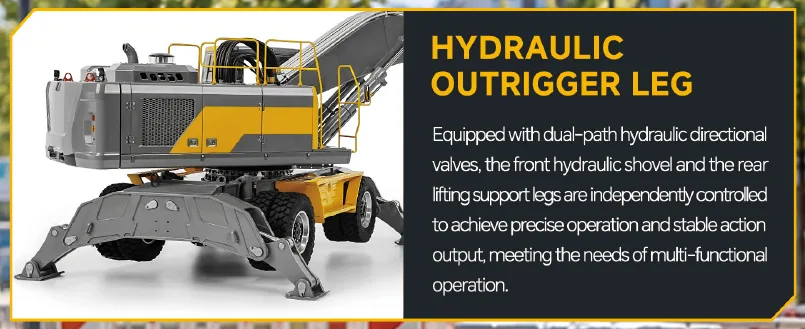 HYDRAULIC
OUTRIGGER LEG
Equipped with dual-path hydraulic directional
valves, the front hydraulic shovel and the rear
lifting support legs are independently controlled
to achieve precise operation and stable action
output, meeting the needs of multi-functional
operation.